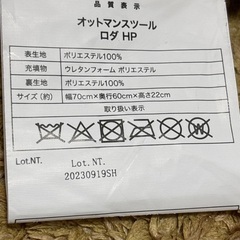 品質表示
オットマンスツール
ロダ HP
表生地 ポリエステル100%
充填物 ウレタンフォーム ポリエステル
裏生地 ポリエステル100%
サイズ（約） 幅70cm×奥行60cm×高さ22cm
取り扱い表示
Lot.NT. Lot. NT.
20230919SH